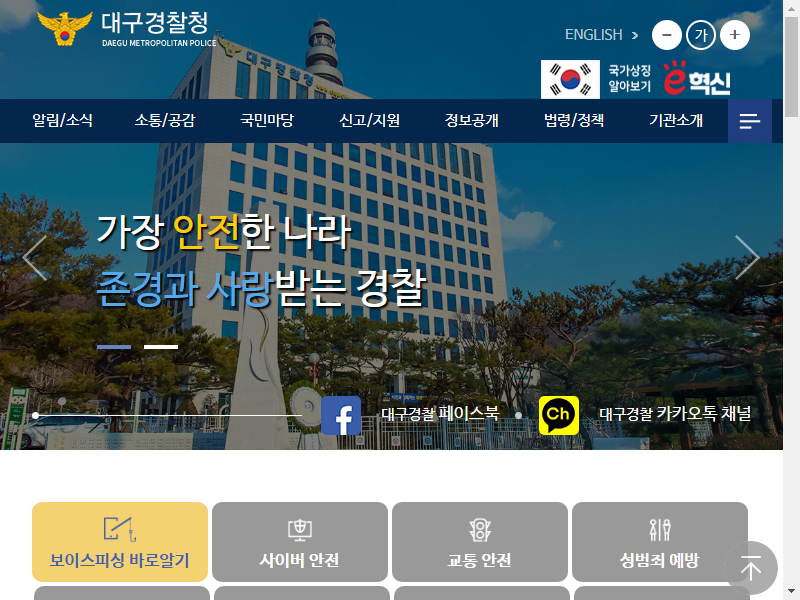 대구경찰청
DAEGU METROPOLITAN POLICE
ENGLISH
가
국가상징
알아보기
e혁신
대구경찰청
알림/소식
소통/공감
국민마당
신고/지원
정보공개
법령/정책
기관소개
가장 안전한 나라
존경과 사랑받는 경찰
대구경찰 페이스북
Ch
대구경찰 카카오톡 채널
보이스피싱 바로알기
사이버 안전
교통 안전
성범죄 예방